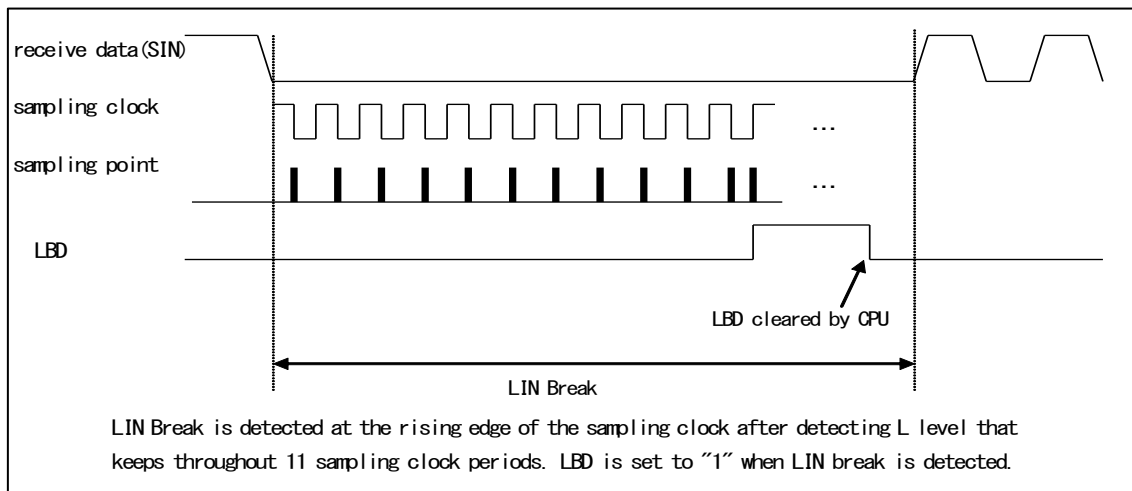 receive data(SIN)
sampling clock
...
sampling point
...
LBD
LBD cleared by CPU
LIN Break
LIN Break is detected at the rising edge of the sampling clock after detecting L level that
keeps throughout 11 sampling clock periods. LBD is set to "1" when LIN break is detected.